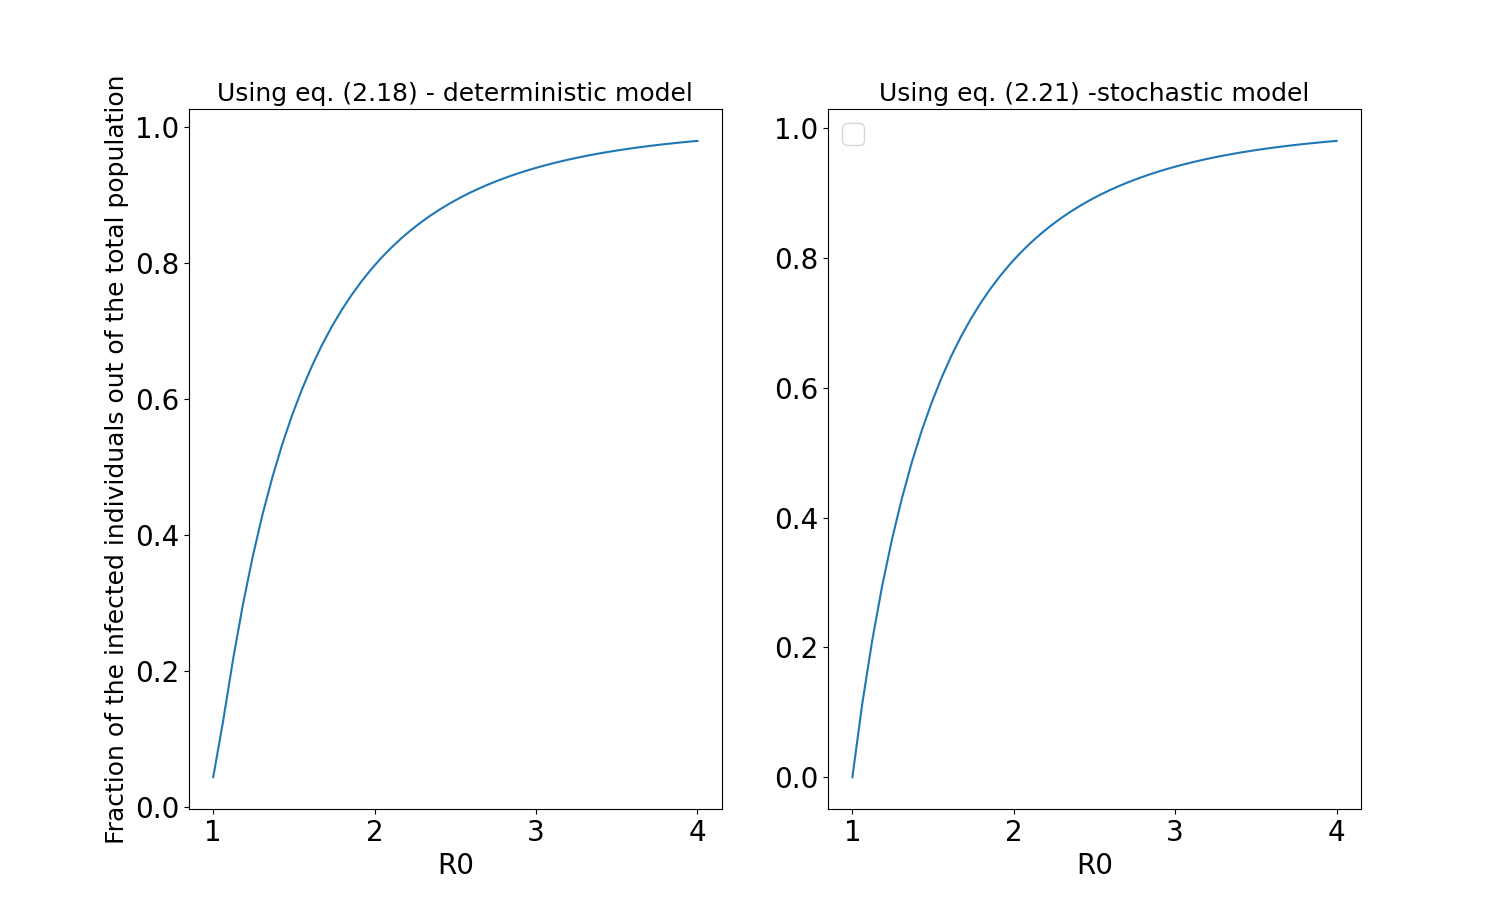 Using eq. (2.18) - deterministic model
Fraction of the infected individuals out of the total population
1.0
0.8
0.6
0.4
0.2
0.0
1 2 3 4
R0
Using eq. (2.21) -stochastic model
1.0
0.8
0.6
0.4
0.2
0.0
1 2 3 4
R0